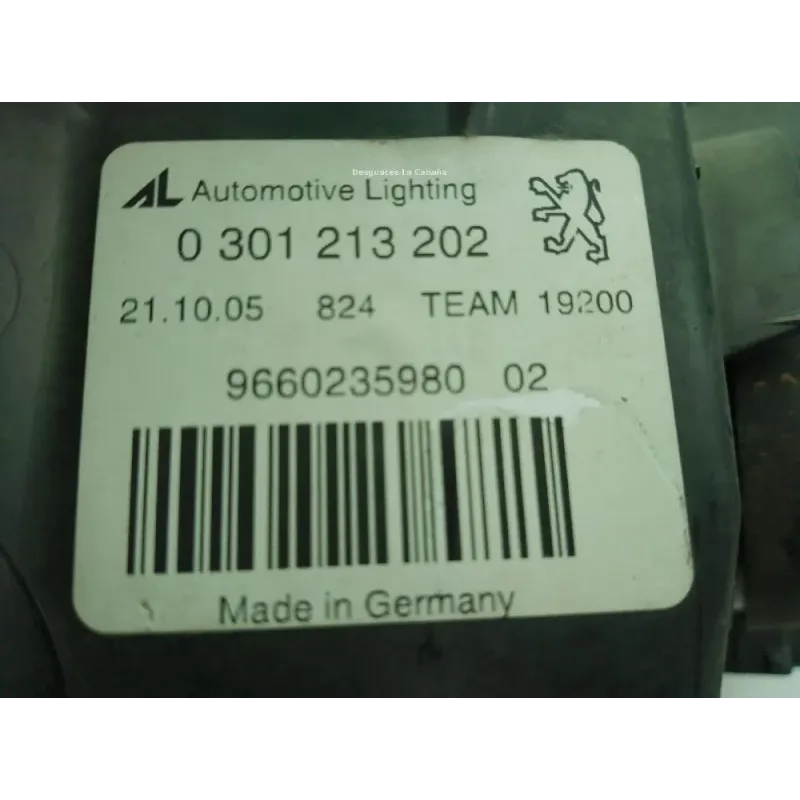 Desguaces La Cabaña
AL Automotive Lighting
0 301 213 202
21.10.05 824 TEAM 19200
9660235980 02
Made in Germany